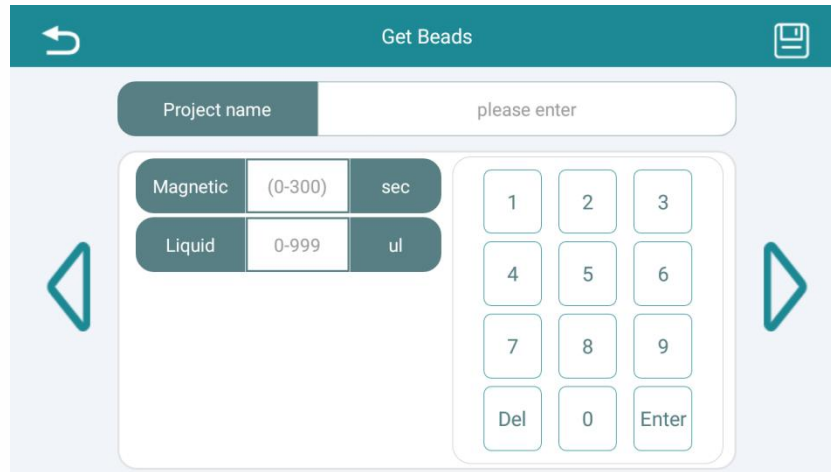 Get Beads
Project name please enter
Magnetic (0-300) sec
Liquid 0-999 ul
1 2 3
4 5 6
7 8 9
Del 0 Enter